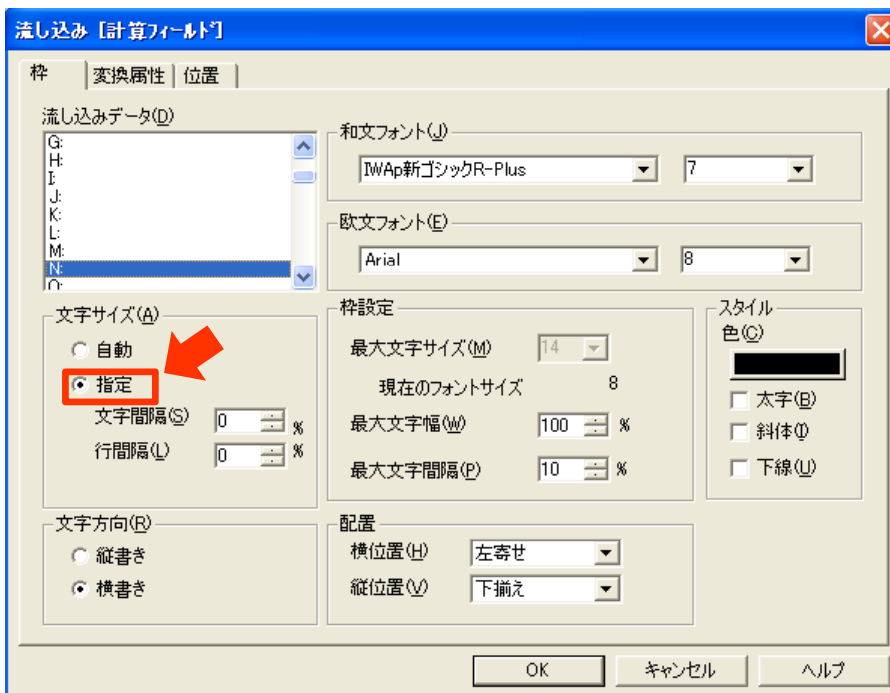 流し込み [計算フィールド]
枠
変換属性
位置
流し込みデータ(D)
G:
H:
I:
J:
K:
L:
M:
N:
O:
和文フォント(J)
IWAp新ゴシックR-Plus
7
欧文フォント(E)
Arial
8
文字サイズ(A)
自動
指定
文字間隔(S)
0
%
行間隔(L)
0
%
枠設定
最大文字サイズ(M)
14
現在のフォントサイズ
8
最大文字幅(W)
100
%
最大文字間隔(P)
10
%
スタイル
色(C)
太字(B)
斜体(I)
下線(U)
文字方向(R)
縦書き
横書き
配置
横位置(H)
左寄せ
縦位置(V)
下揃え
OK
キャンセル
ヘルプ